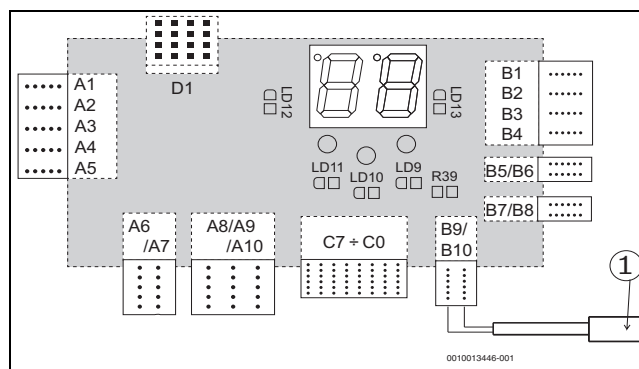 D1
A1
A2
A3
A4
A5
LD12
LD13
LD11
LD10
LD9
R39
B1
B2
B3
B4
B5/B6
B7/B8
A6
/A7
A8/A9
/A10
C7 ÷ C0
B9/
B10
1
0010013446-001